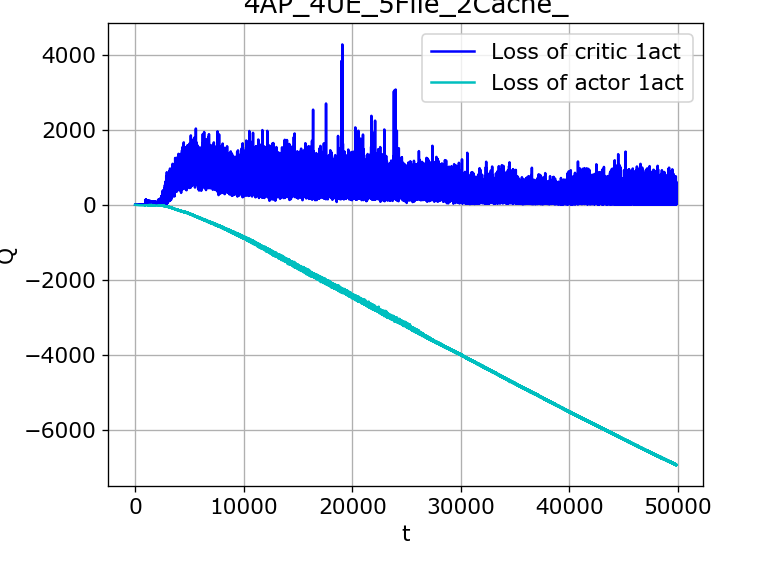 4AP_4UE_5File_2Cache_
Loss of critic 1act
Loss of actor 1act
4000
2000
0
−2000
−4000
−6000
Q
0 10000 20000 30000 40000 50000
t